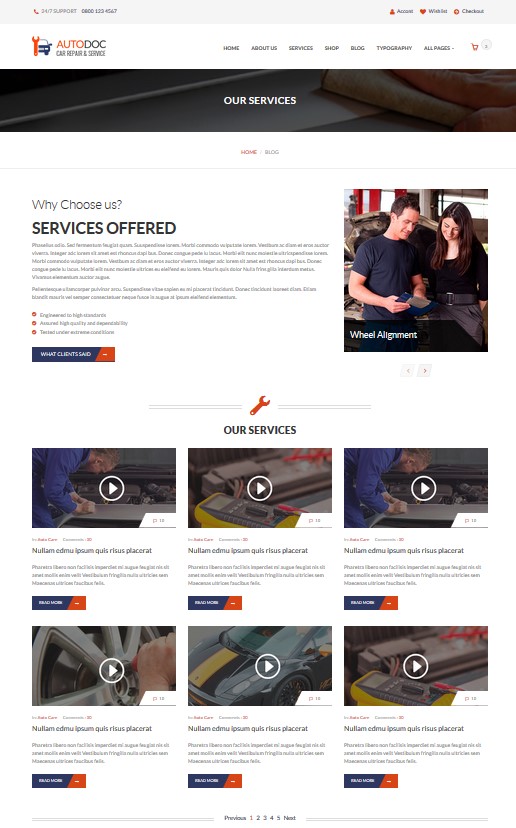 24/7 SUPPORT 0800 123 4567
Accont Wishlist Checkout
AUTODOC
CAR REPAIR & SERVICE
HOME ABOUT US SERVICES SHOP BLOG TYPOGRAPHY ALL PAGES
OUR SERVICES
HOME / BLOG
Why Choose us?
SERVICES OFFERED
Phasellus odio. Sed fermentum feugiat quam. Suspendisse lorem. Morbi commodo vulputate lorem. Vestibum ac diam et eros auctor
viverra. Integer adc lorem sit amet est rhoncus dapi bus. Donec congue pede iu lacus. Morbi elit nunc molestie vitr ispendisse lorem.
Morbi commodo vulputate lorem. Vestibum ac diam et eros auctor viverra. Integer adc lorem sit amet est rhoncus dapi bus. Donec
congue pede iu lacus. Morbi elit nunc molestie ultrices eu eleifend eu lorem. Mauris quis dolor Nulla fringilla interdum metus.
Vivamus elementum auctor augue.
Pellentesque ullamcorper pulvinar arcu. Suspendisse vitae sapien eu mi placerat tincidunt. Donec tincidunt laoreet diam. Etiam
blandit mauris vel semper consectetuer neque fusce in augue at ipsum eleifend elementum.
Engineered to high standards
Assured high quality and dependability
Tested under extreme conditions
WHAT CLIENTS SAID
Wheel Alignment
OUR SERVICES
10 10 10
by Auto Care Comments : 20 by Auto Care Comments : 20 by Auto Care Comments : 20
Nullam edmu ipsum quis risus placerat Nullam edmu ipsum quis risus placerat Nullam edmu ipsum quis risus placerat
Pharetra libero non facilisis imperdiet mi augue feugiat nis sit Pharetra libero non facilisis imperdiet mi augue feugiat nis sit Pharetra libero non facilisis imperdiet mi augue feugiat nis sit
amet mollis enim velit Vestibulum fringilla nulla ultricies sem amet mollis enim velit Vestibulum fringilla nulla ultricies sem amet mollis enim velit Vestibulum fringilla nulla ultricies sem
Maecenas ultrices faucibus felis. Maecenas ultrices faucibus felis. Maecenas ultrices faucibus felis.
READ MORE READ MORE READ MORE
10 10 10
by Auto Care Comments : 20 by Auto Care Comments : 20 by Auto Care Comments : 20
Nullam edmu ipsum quis risus placerat Nullam edmu ipsum quis risus placerat Nullam edmu ipsum quis risus placerat
Pharetra libero non facilisis imperdiet mi augue feugiat nis sit Pharetra libero non facilisis imperdiet mi augue feugiat nis sit Pharetra libero non facilisis imperdiet mi augue feugiat nis sit
amet mollis enim velit Vestibulum fringilla nulla ultricies sem amet mollis enim velit Vestibulum fringilla nulla ultricies sem amet mollis enim velit Vestibulum fringilla nulla ultricies sem
Maecenas ultrices faucibus felis. Maecenas ultrices faucibus felis. Maecenas ultrices faucibus felis.
READ MORE READ MORE READ MORE
Previous 1 2 3 4 5 Next